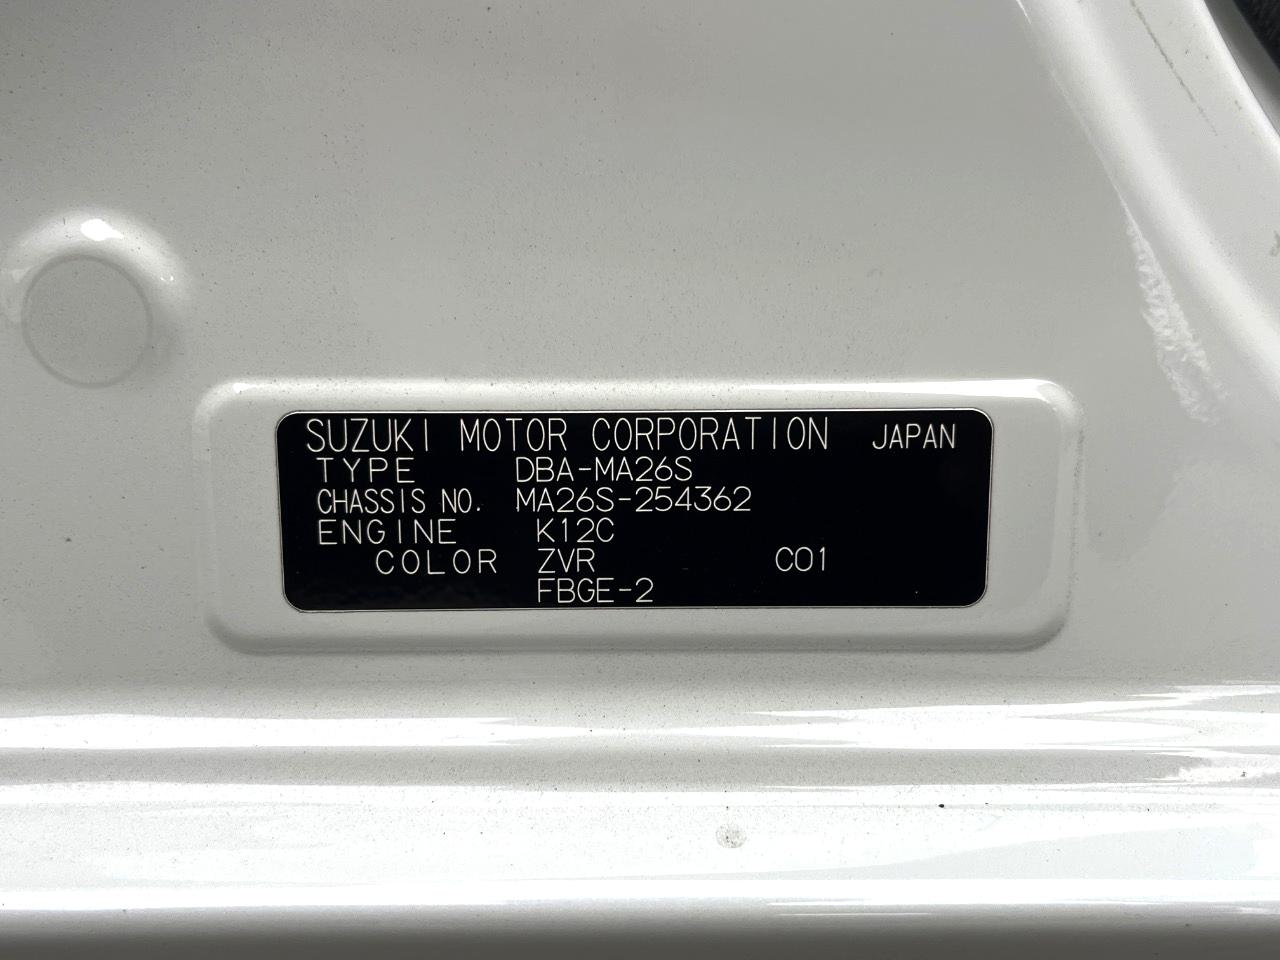 SUZUKI MOTOR CORPORATION JAPAN
TYPE DBA-MA26S
CHASSIS NO. MA26S-254362
ENGINE K12C
COLOR ZVR C01
FBGE-2